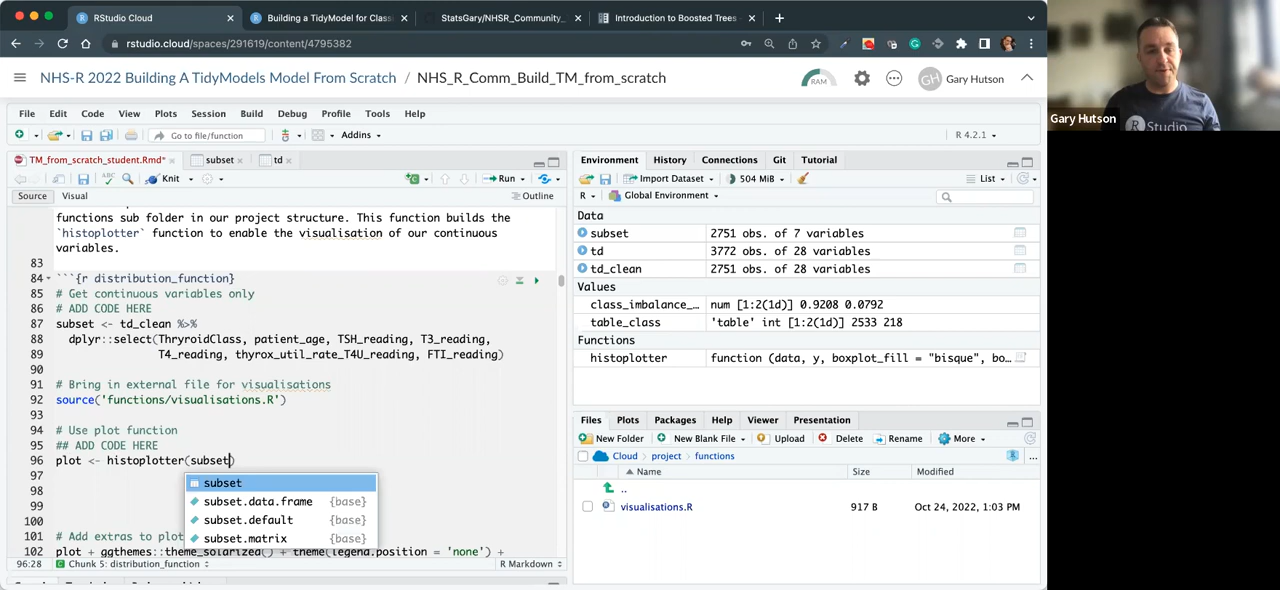 RStudio Cloud
Building a TidyModel for Class
StatsGary/NHSR_Community_
Introduction to Boosted Trees
rstudio.cloud/spaces/291619/content/4795382
NHS-R 2022 Building A TidyModels Model From Scratch / NHS_R_Comm_Build_TM_from_scratch
RAM
GH
Gary Hutson
File Edit Code View Plots Session Build Debug Profile Tools Help
Go to file/function
Addins
R 4.2.1
TM_from_scratch_student.Rmd*
subset
td
Knit
Run
Source Visual
Outline
functions sub folder in our project structure. This function builds the
`histoplotter` function to enable the visualisation of our continuous
variables.
83
84 ```{r distribution_function}
85 # Get continuous variables only
86 # ADD CODE HERE
87 subset <- td_clean %>%
88 dplyr::select(ThryroidClass, patient_age, TSH_reading, T3_reading,
89 T4_reading, thyrox_util_rate_T4U_reading, FTI_reading)
90
91 # Bring in external file for visualisations
92 source('functions/visualisations.R')
93
94 # Use plot function
95 ## ADD CODE HERE
96 plot <- histoplotter(subset)
97
98
99
100
101 # Add extras to plot
102 plot + ggthemes::theme_solarized() + theme(legend.position = 'none') +
subset
subset.data.frame {base}
subset.default {base}
subset.matrix {base}
96:28 Chunk 5: distribution_function R Markdown
Environment History Connections Git Tutorial
Import Dataset 504 MiB List
R Global Environment
Data
subset 2751 obs. of 7 variables
td 3772 obs. of 28 variables
td_clean 2751 obs. of 28 variables
Values
class_imbalance_… num [1:2(1d)] 0.9208 0.0792
table_class 'table' int [1:2(1d)] 2533 218
Functions
histoplotter function (data, y, boxplot_fill = "bisque", bo…
Files Plots Packages Help Viewer Presentation
New Folder New Blank File Upload Delete Rename More
Cloud project functions
Name Size Modified
..
visualisations.R 917 B Oct 24, 2022, 1:03 PM
Gary Hutson
R Studio